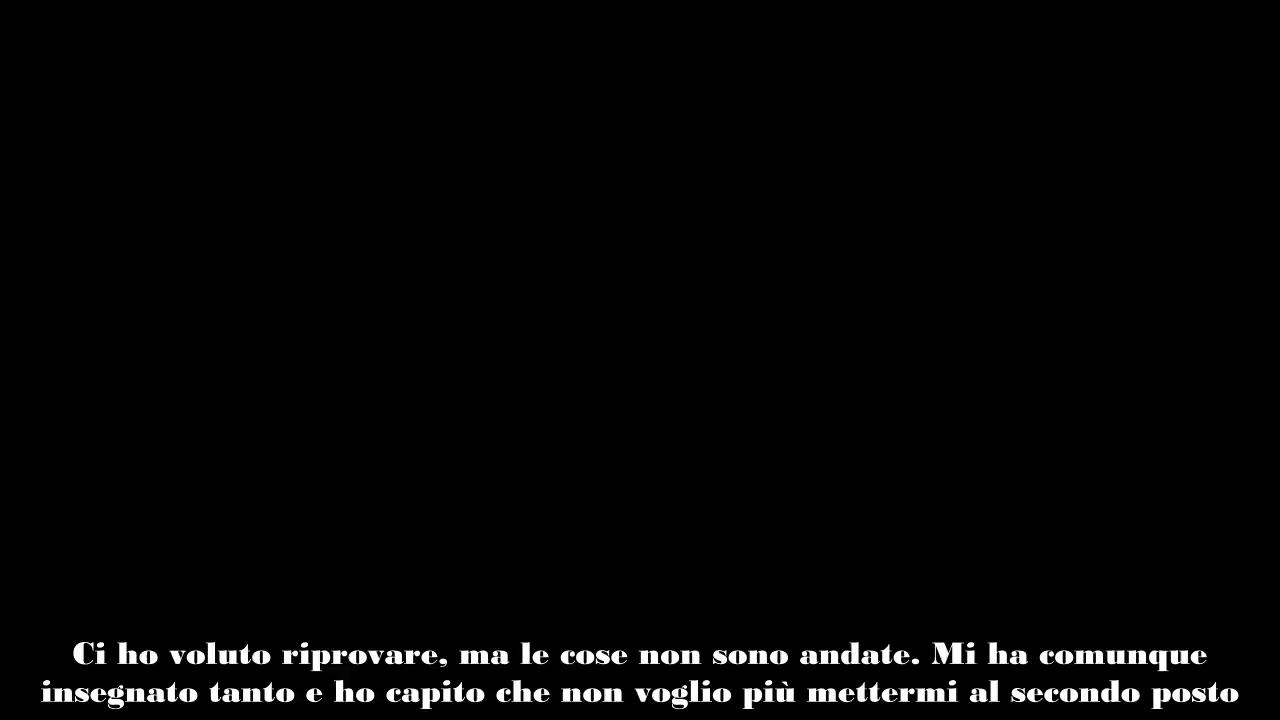 Ci ho voluto riprovare, ma le cose non sono andate. Mi ha comunque
insegnato tanto e ho capito che non voglio più mettermi al secondo posto